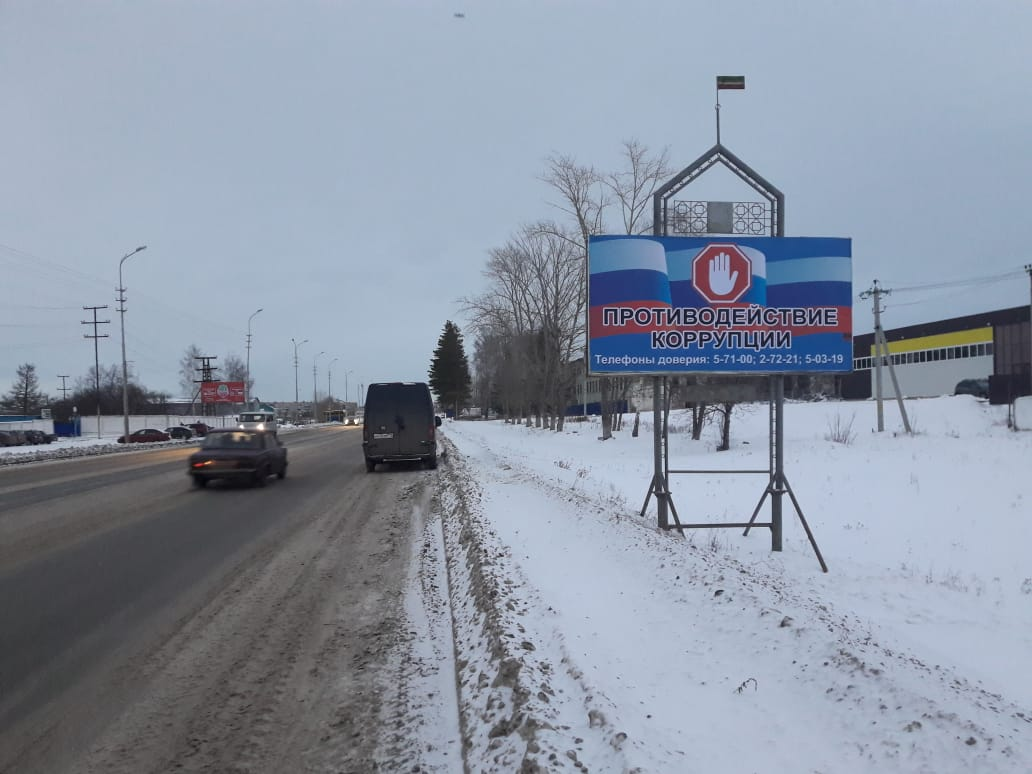 ПРОТИВОДЕЙСТВИЕ
КОРРУПЦИИ
Телефоны доверия: 5-71-00; 2-72-21; 5-03-19